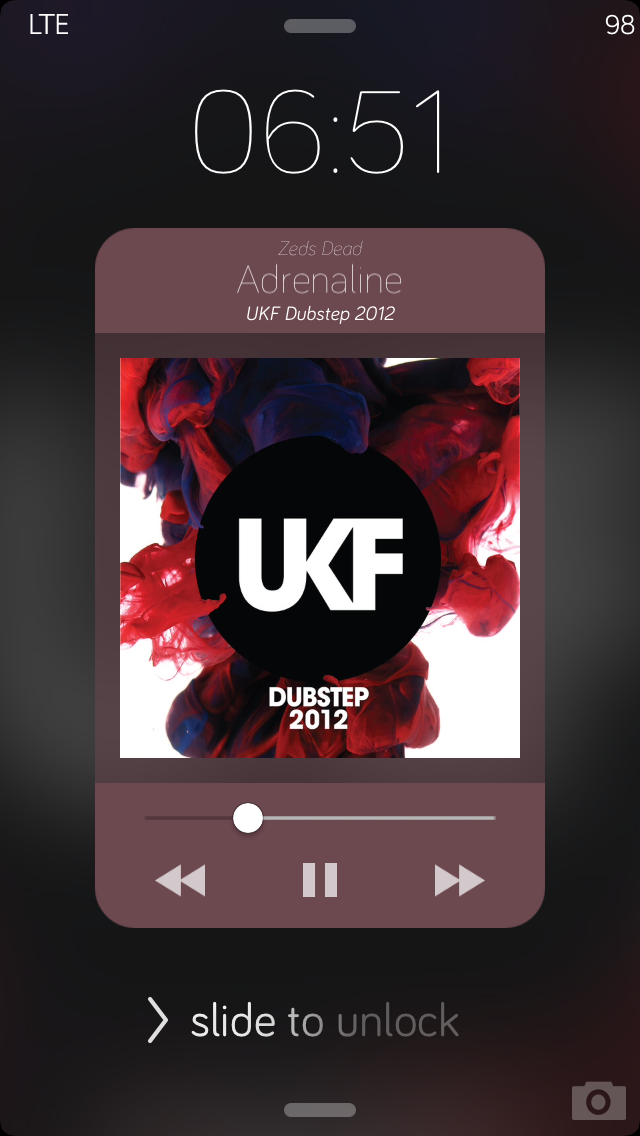 LTE
98
06:51
Zeds Dead
Adrenaline
UKF Dubstep 2012
UKF
DUBSTEP
2012
slide to unlock